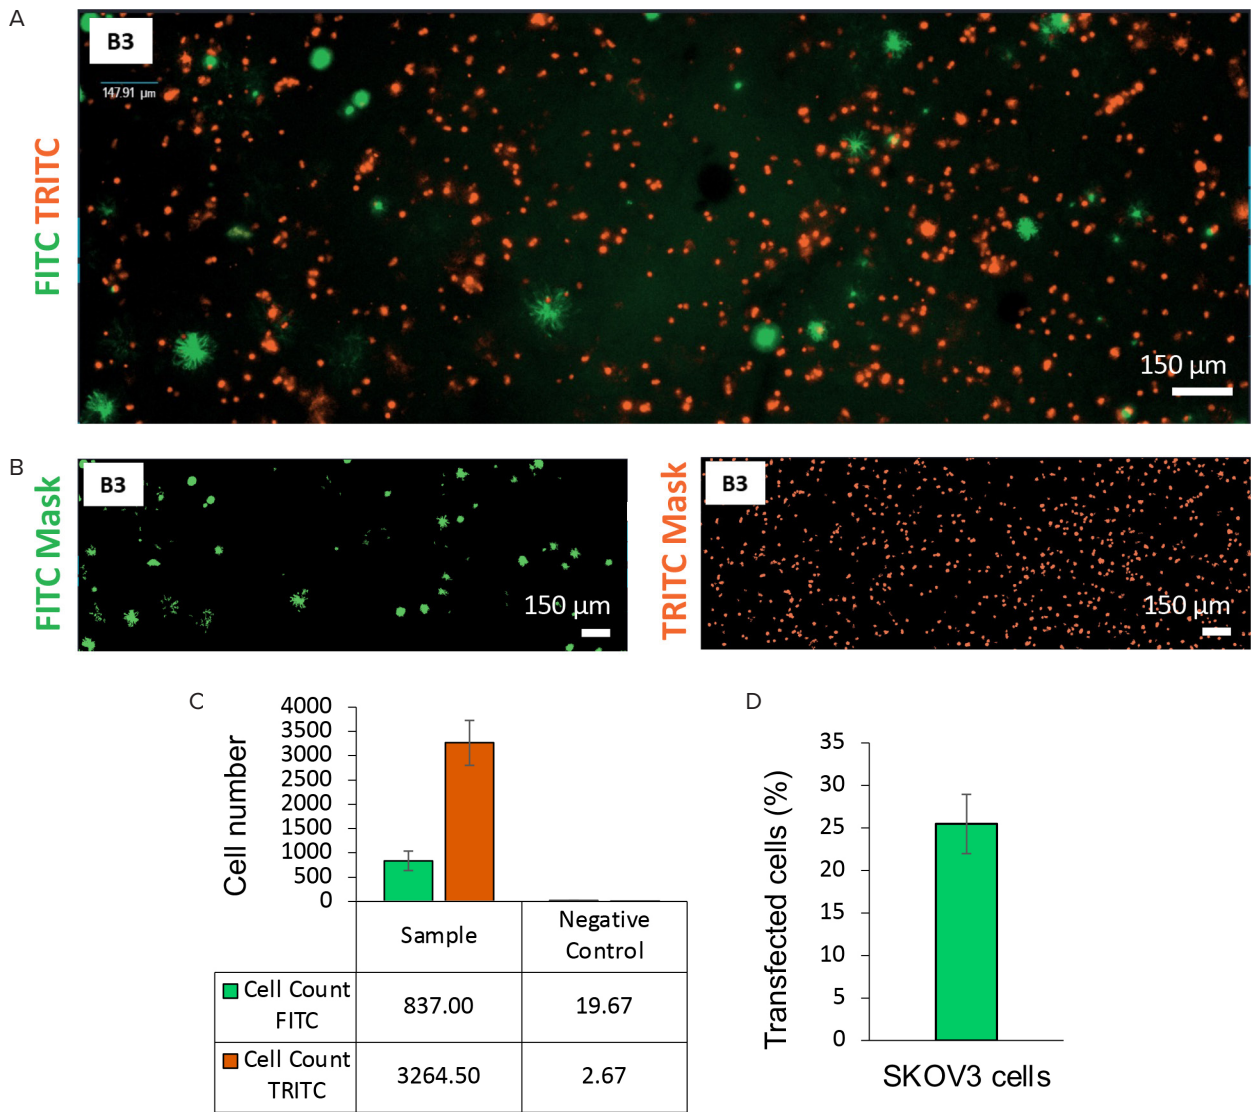 A
B3
147.91 µm
FITC TRITC
150 µm
B
FITC Mask
B3
150 µm
TRITC Mask
B3
150 µm
C
Cell number
4000
3500
3000
2500
2000
1500
1000
500
0
Sample
Negative
Control
Cell Count
FITC
837.00
19.67
Cell Count
TRITC
3264.50
2.67
D
Transfected cells (%)
35
30
25
20
15
10
5
0
SKOV3 cells